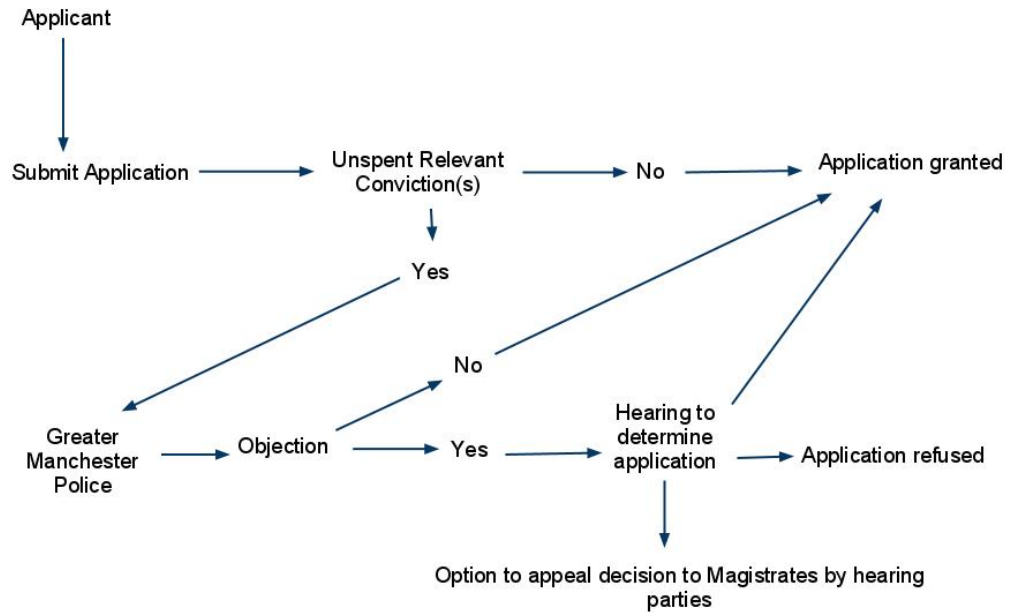 Applicant
Submit Application
Unspent Relevant
Conviction(s)
No
Application granted
Yes
No
Greater
Manchester
Police
Objection
Yes
Hearing to
determine
application
Application refused
Option to appeal decision to Magistrates by hearing
parties